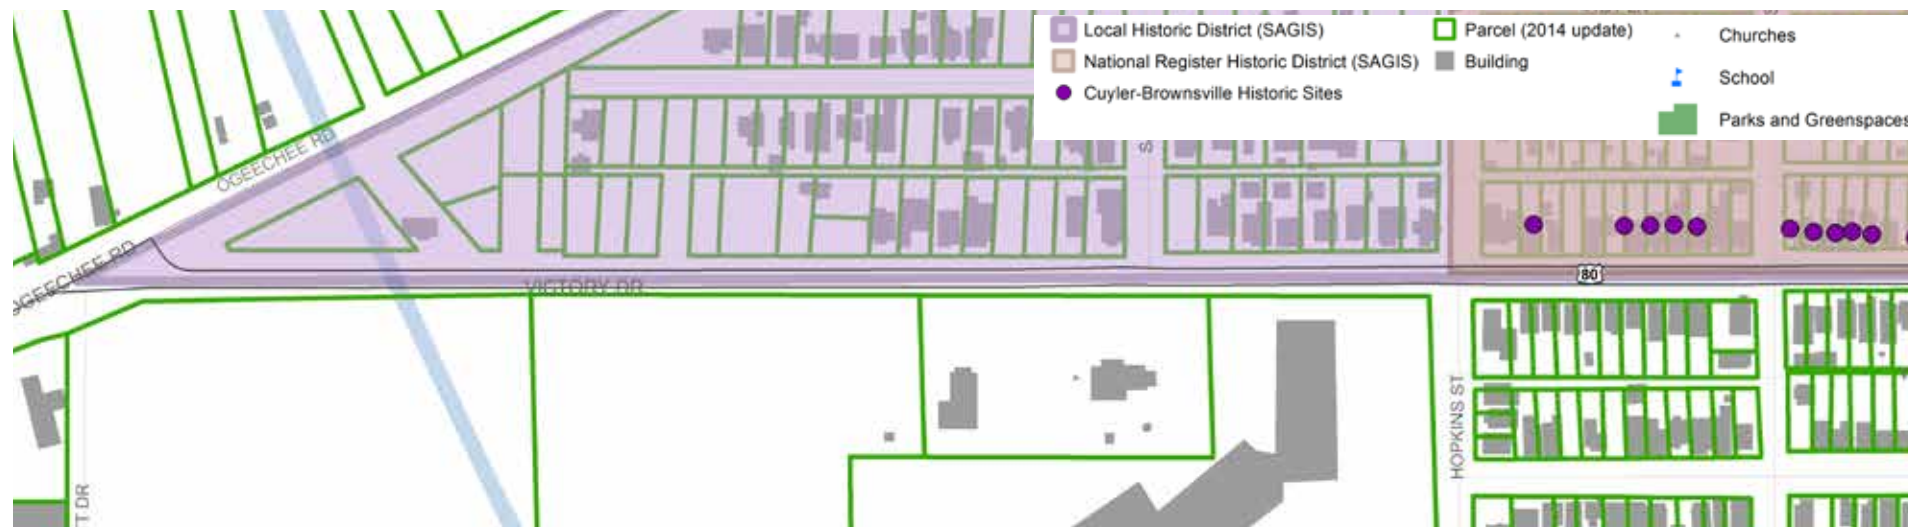 Local Historic District (SAGIS)
National Register Historic District (SAGIS)
Cuyler-Brownsville Historic Sites
Parcel (2014 update)
Building
Churches
School
Parks and Greenspaces
OGEECHEE RD
OGEECHEE RD
VICTORY DR
80
HOPKINS ST
T DR
S